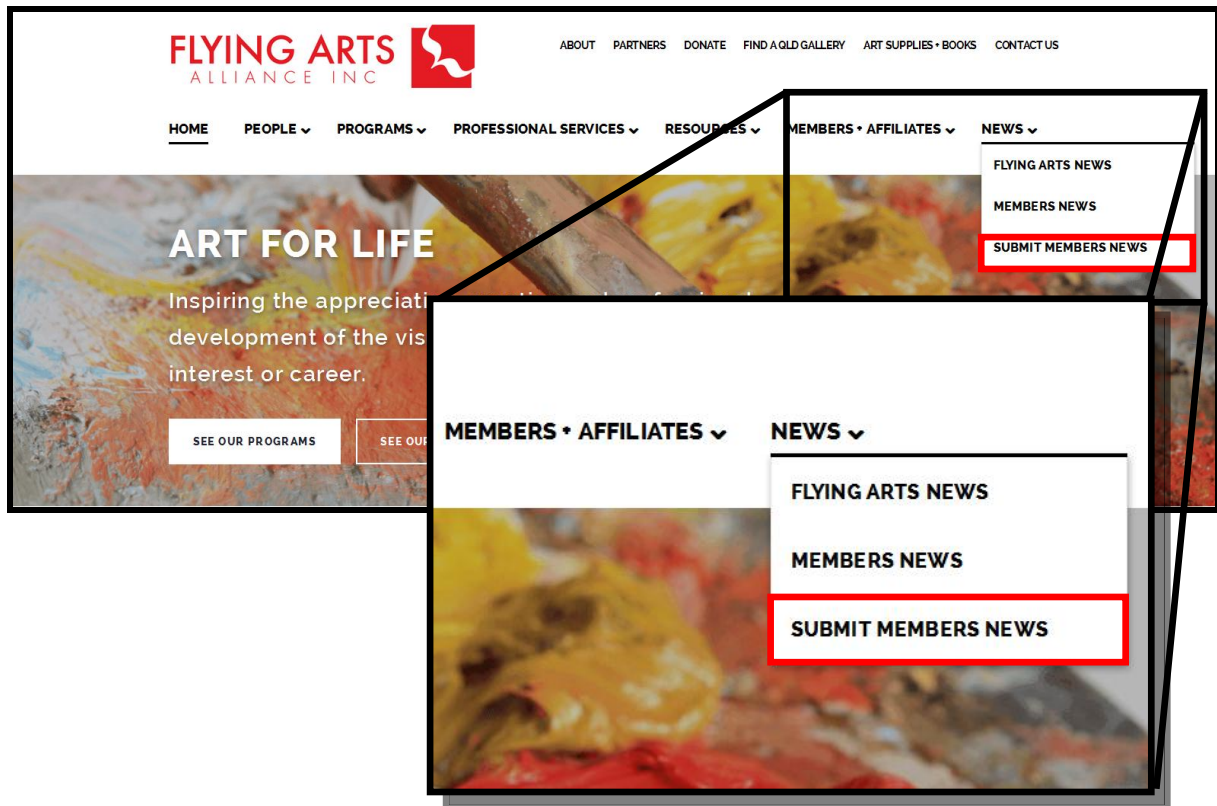 FLYING ARTS
ALLIANCE INC
ABOUT PARTNERS DONATE FIND A QLD GALLERY ART SUPPLIES + BOOKS CONTACT US
HOME PEOPLE PROGRAMS PROFESSIONAL SERVICES RESOURCES MEMBERS + AFFILIATES NEWS
FLYING ARTS NEWS
MEMBERS NEWS
SUBMIT MEMBERS NEWS
ART FOR LIFE
Inspiring the
development of the
interest or career.
SEE OUR PROGRAMS SEE OUR
MEMBERS + AFFILIATES NEWS
FLYING ARTS NEWS
MEMBERS NEWS
SUBMIT MEMBERS NEWS